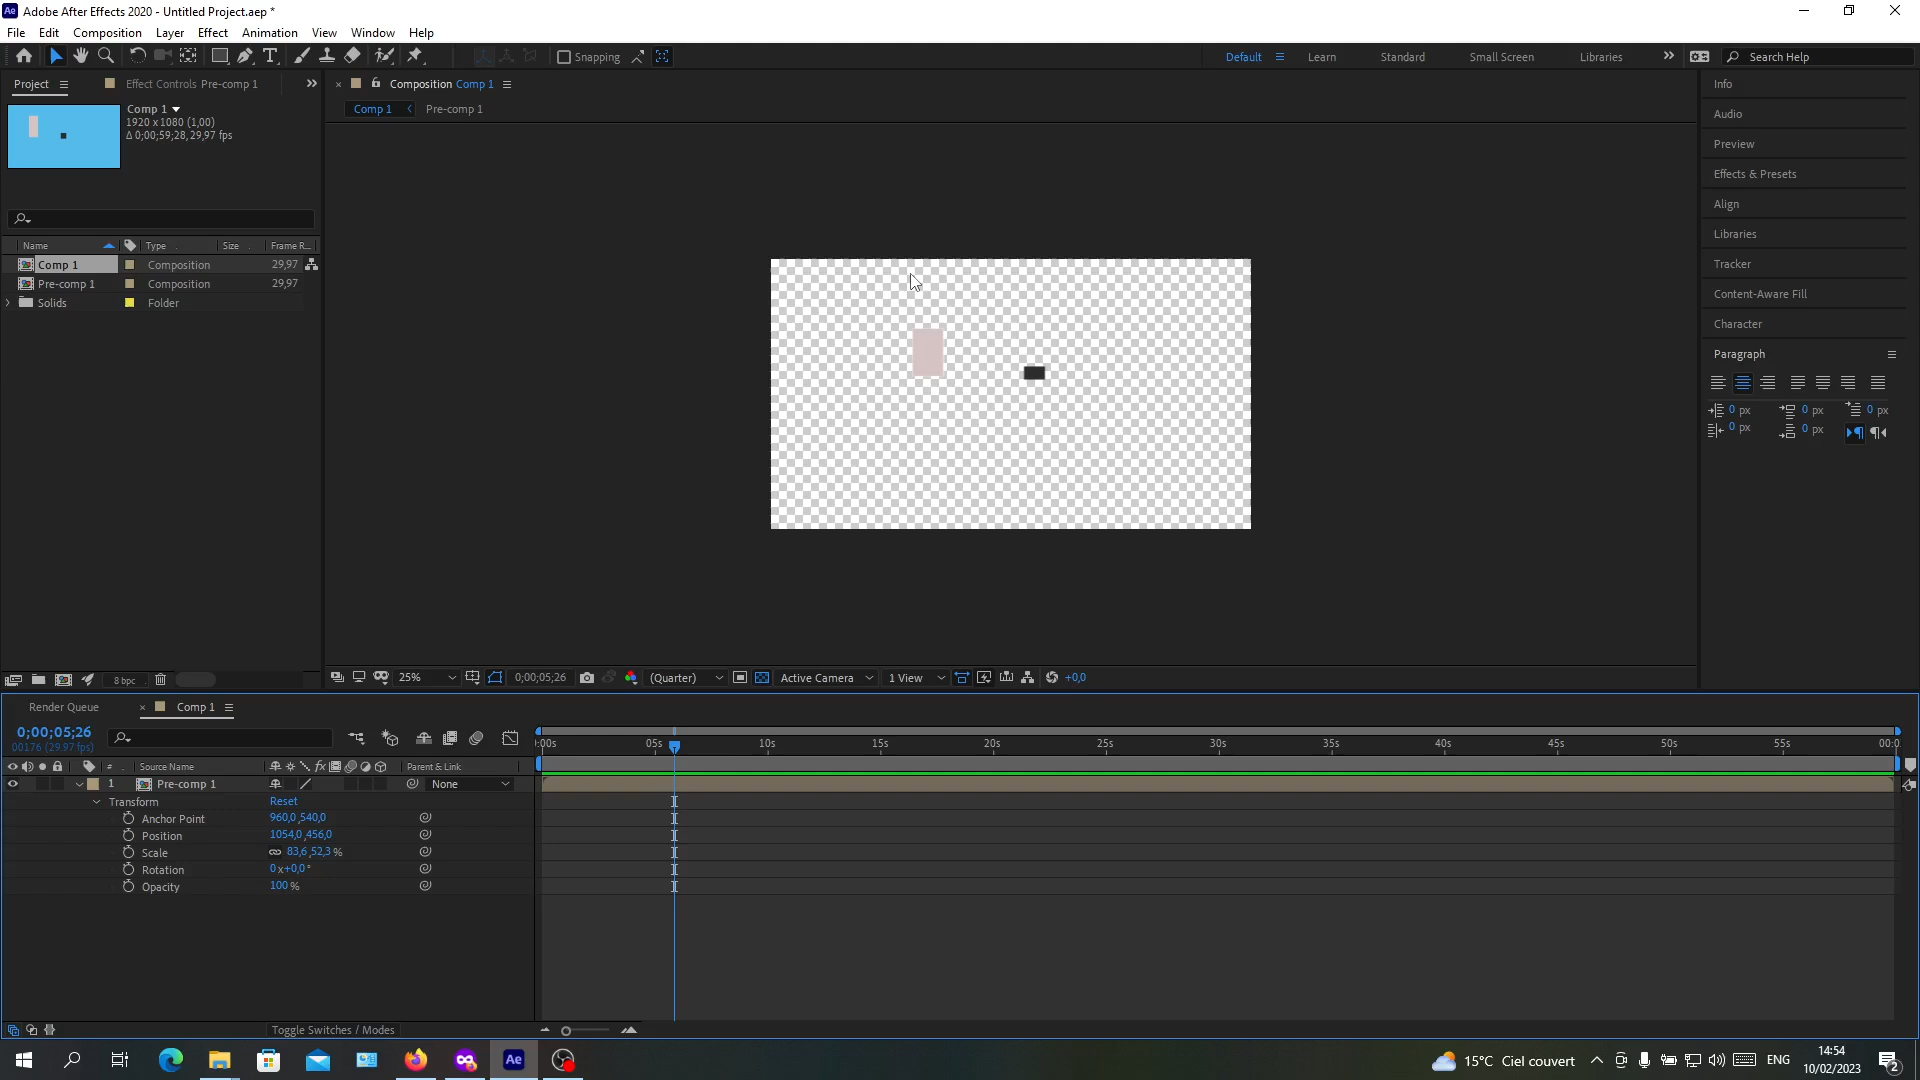 Adobe After Effects 2020 - Untitled Project.aep *
File Edit Composition Layer Effect Animation View Window Help
Snapping
Default Learn Standard Small Screen Libraries Search Help
Project Effect Controls Pre-comp 1
Composition Comp 1
Info
Comp 1
1920 x 1080 (1,00)
Δ 0;00;59;28, 29,97 fps
Comp 1 Pre-comp 1
Audio
Preview
Effects & Presets
Align
Libraries
Tracker
Content-Aware Fill
Character
Paragraph
0 px 0 px 0 px
0 px 0 px
Name Type Size Frame R...
Comp 1 Composition 29,97
Pre-comp 1 Composition 29,97
Solids Folder
8 bpc
25% 0;00;05;26 (Quarter) Active Camera 1 View +0,0
Render Queue Comp 1
0;00;05;26
00176 (29.97 fps)
):00s 05s 10s 15s 20s 25s 30s 35s 40s 45s 50s 55s 00:0
# Source Name fx Parent & Link
1 Pre-comp 1 None
Transform Reset
Anchor Point 960,0,540,0
Position 1054,0,456,0
Scale 83,6,52,3 %
Rotation 0x+0,0°
Opacity 100 %
Toggle Switches / Modes
Ae
15°C Ciel couvert ENG
14:54
10/02/2023
2